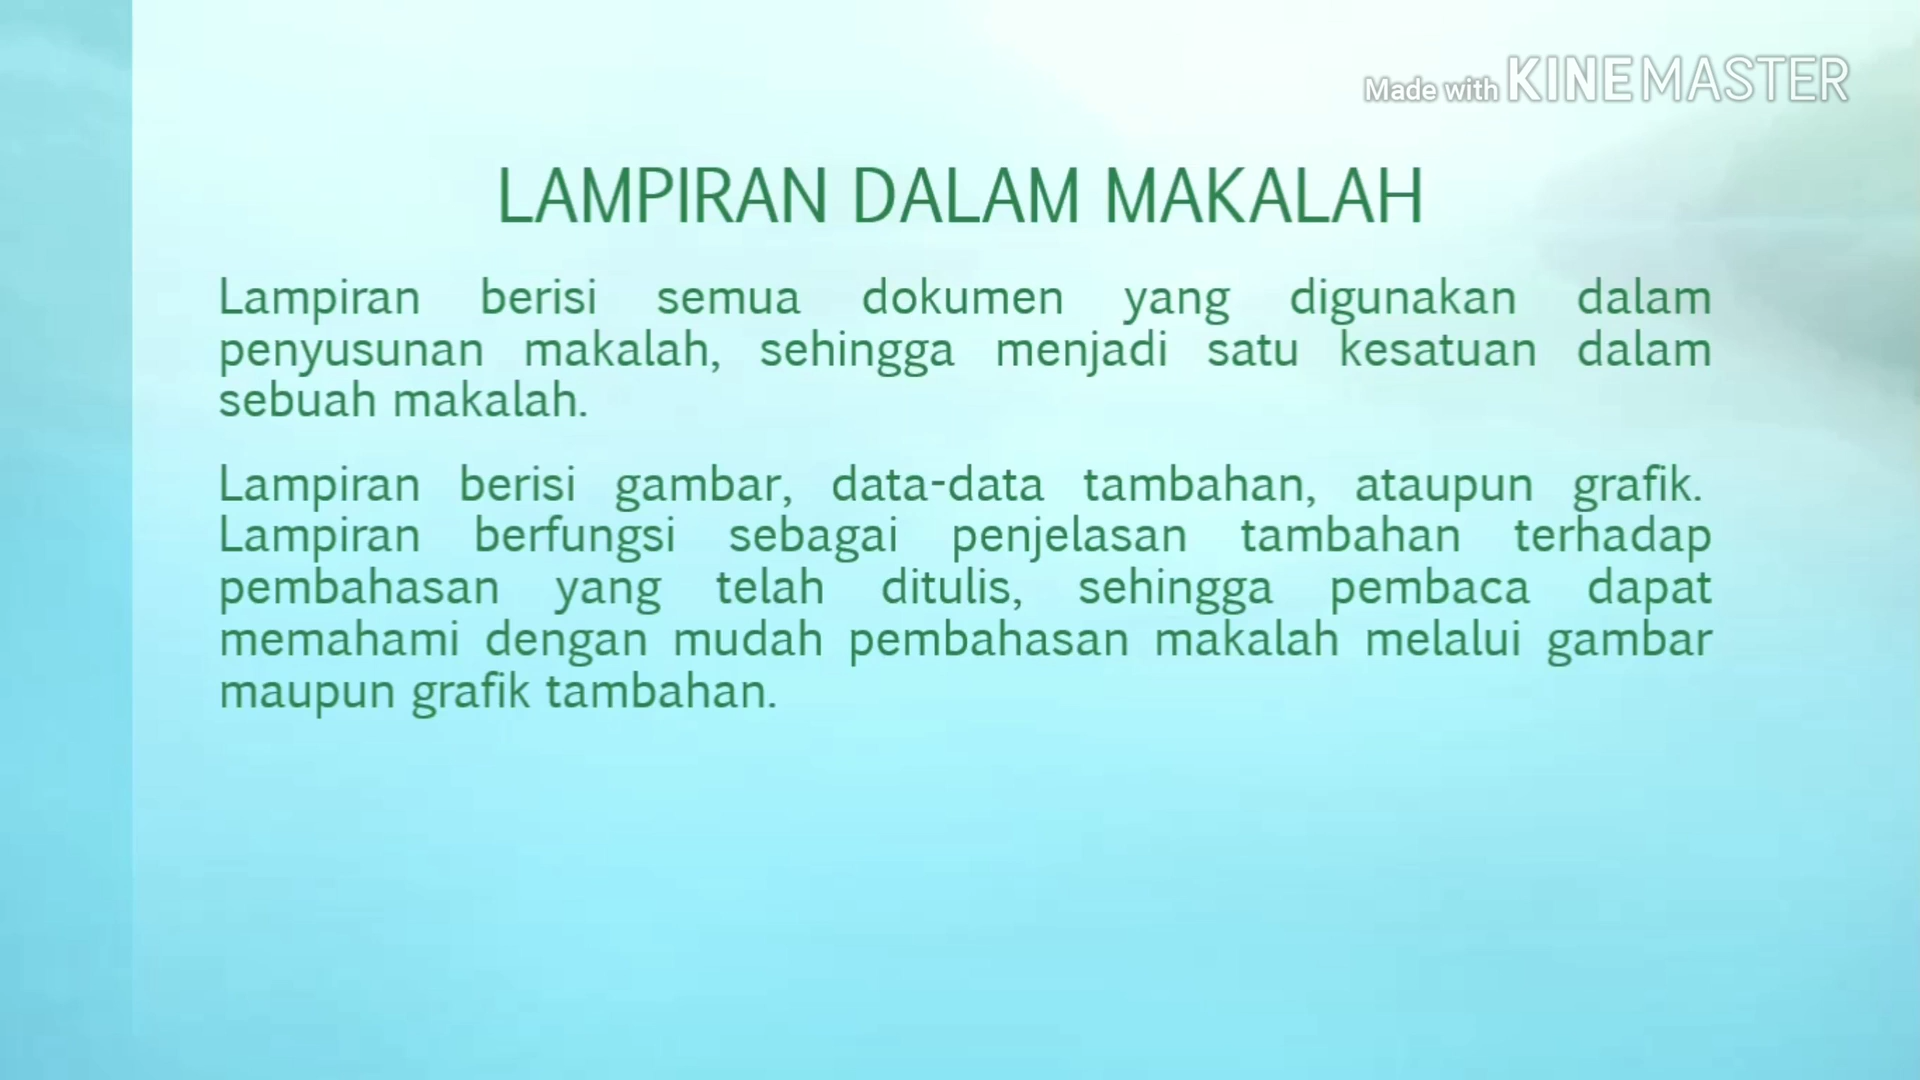 Made with KINEMASTER
LAMPIRAN DALAM MAKALAH
Lampiran berisi semua dokumen yang digunakan dalam
penyusunan makalah, sehingga menjadi satu kesatuan dalam
sebuah makalah.
Lampiran berisi gambar, data-data tambahan, ataupun grafik.
Lampiran berfungsi sebagai penjelasan tambahan terhadap
pembahasan yang telah ditulis, sehingga pembaca dapat
memahami dengan mudah pembahasan makalah melalui gambar
maupun grafik tambahan.